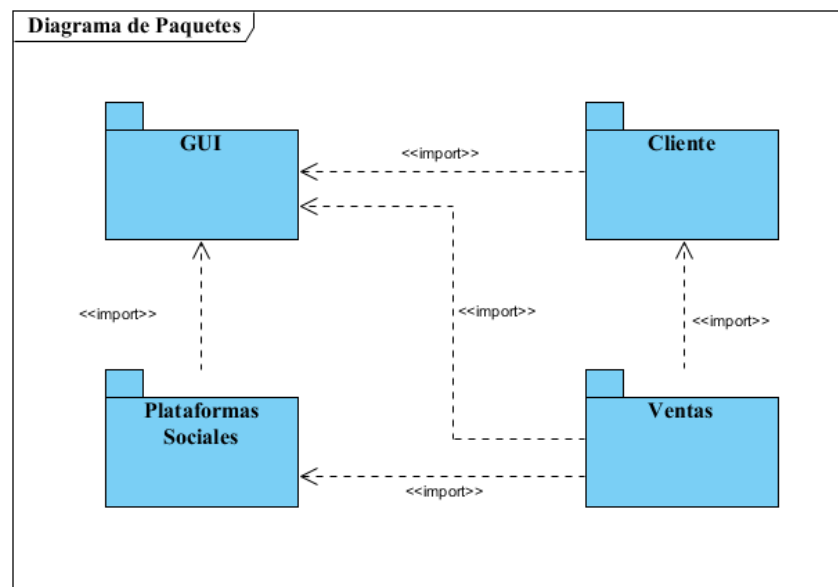 Diagrama de Paquetes
GUI
Cliente
<<import>>
<<import>>
<<import>>
<<import>>
Plataformas
Sociales
Ventas
<<import>>